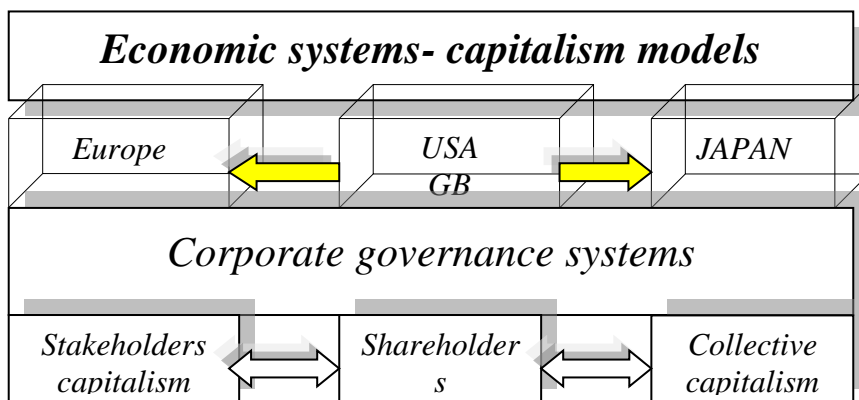 Economic systems- capitalism models
Europe
USA
GB
JAPAN
Corporate governance systems
Stakeholders
capitalism
Shareholder
s
Collective
capitalism